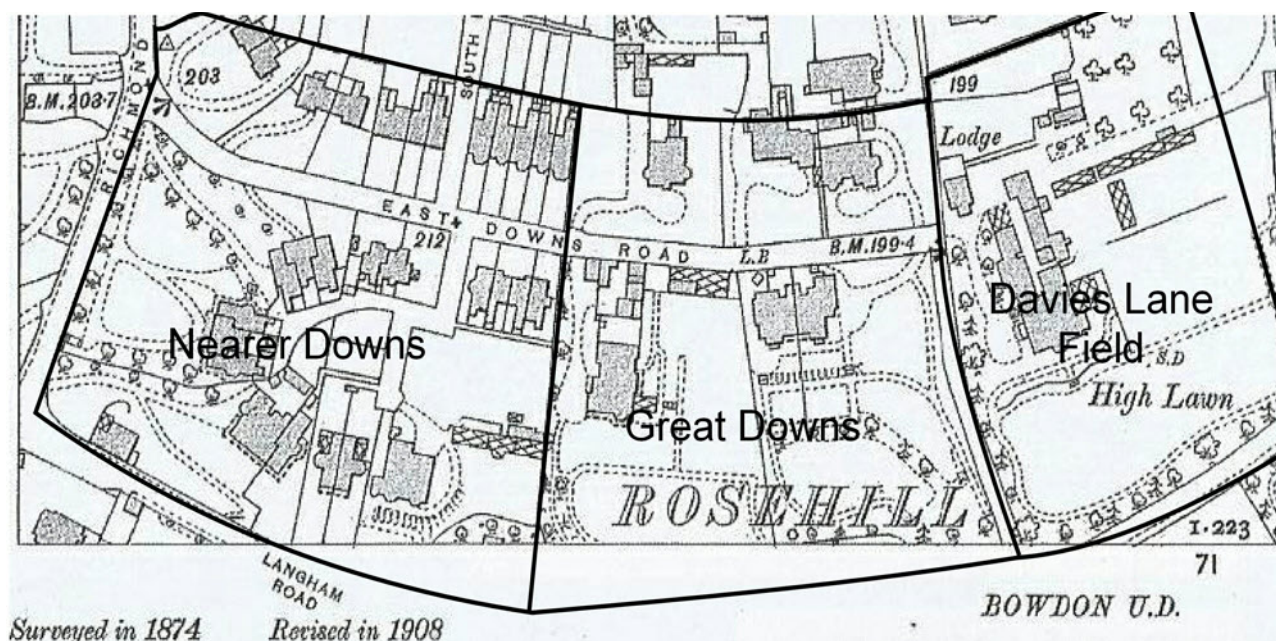 203
B.M. 203·7
RICHMOND
SOUTH
199
Lodge
EAST DOWNS ROAD
212
L.B
B.M. 199·4
Nearer Downs
Great Downs
Davies Lane
Field
S.D
High Lawn
ROSEHILL
LANGHAM
ROAD
1·223
71
BOWDON U.D.
Surveyed in 1874 Revised in 1908